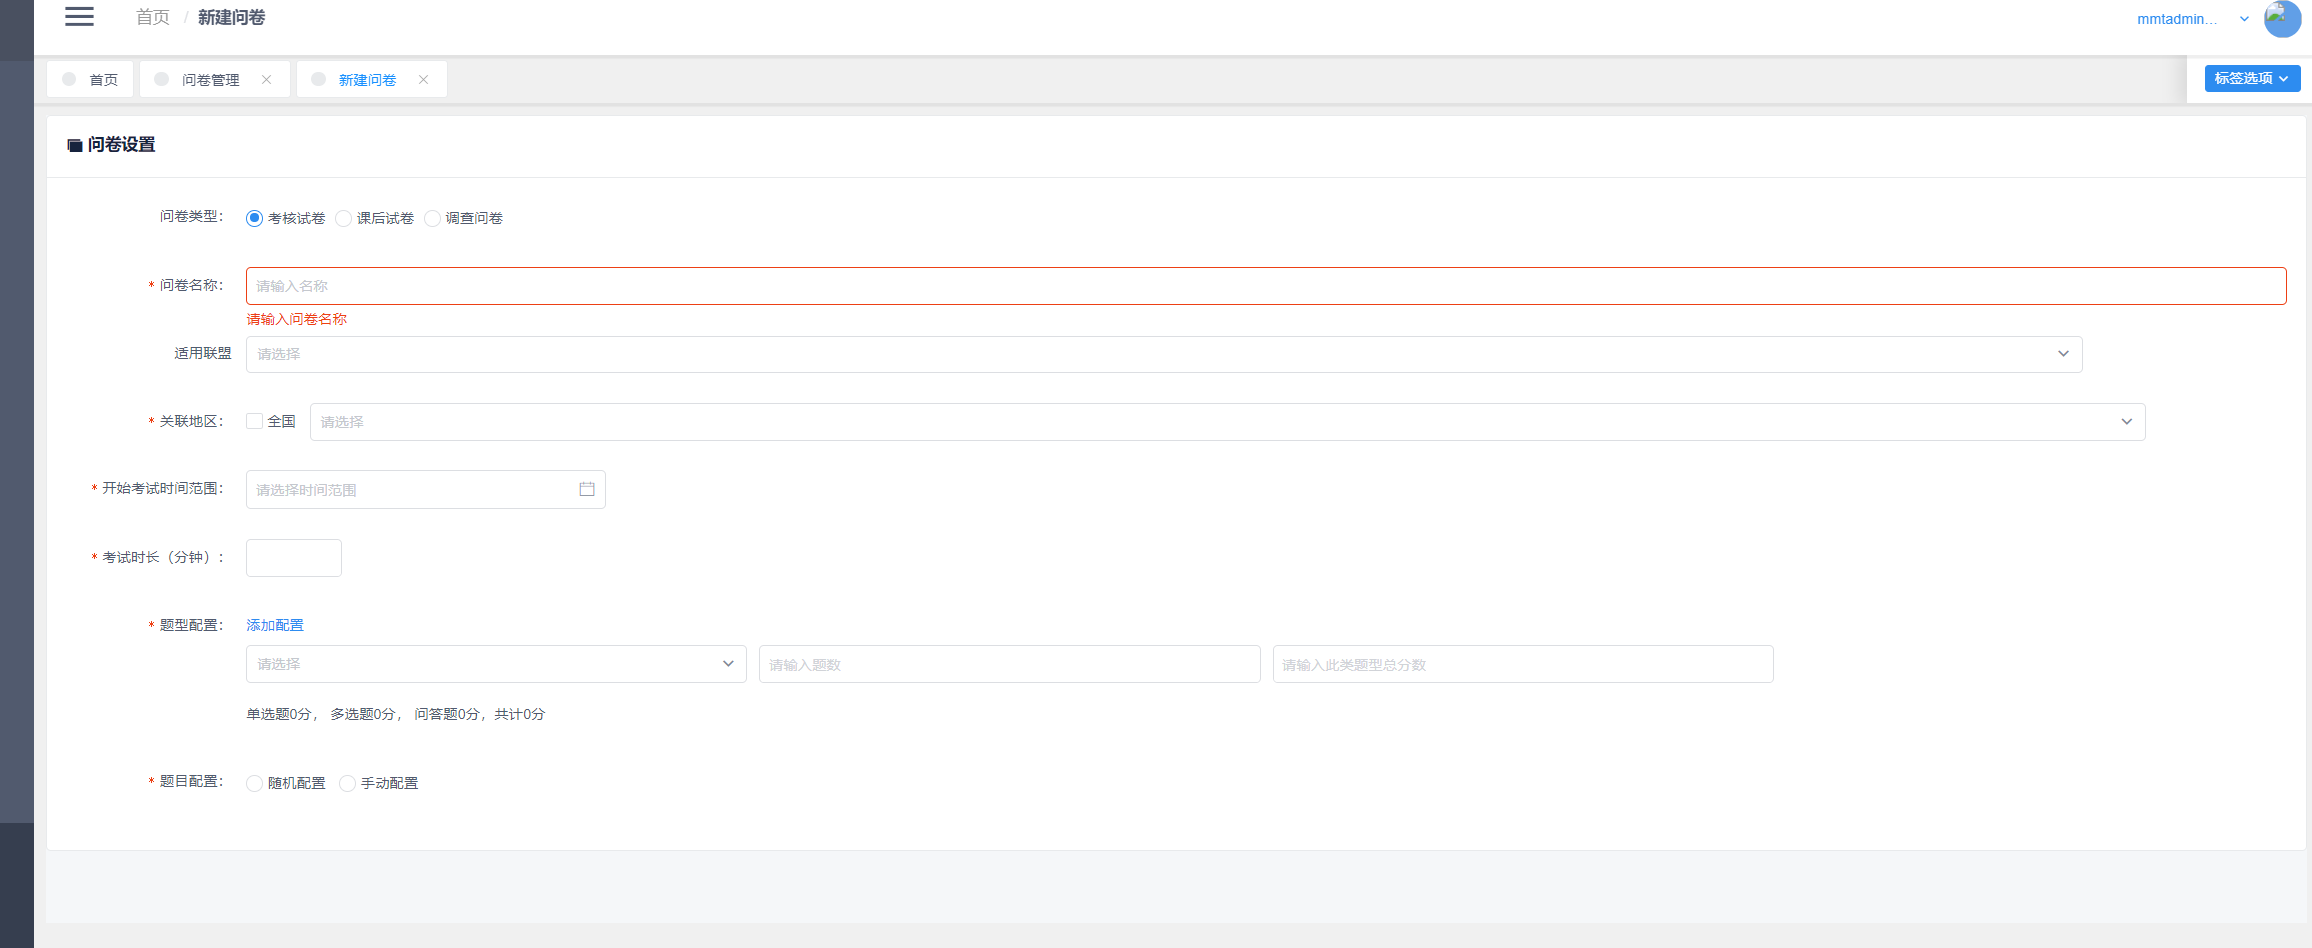 首页 / 新建问卷
mmtadmin...
首页
问卷管理
新建问卷
标签选项
问卷设置
问卷类型：
考核试卷
课后试卷
调查问卷
* 问卷名称：
请输入名称
请输入问卷名称
适用联盟
请选择
* 关联地区：
全国
请选择
* 开始考试时间范围：
请选择时间范围
* 考试时长（分钟）：
* 题型配置：
添加配置
请选择
请输入题数
请输入此类题型总分数
单选题0分， 多选题0分， 问答题0分，共计0分
* 题目配置：
随机配置
手动配置